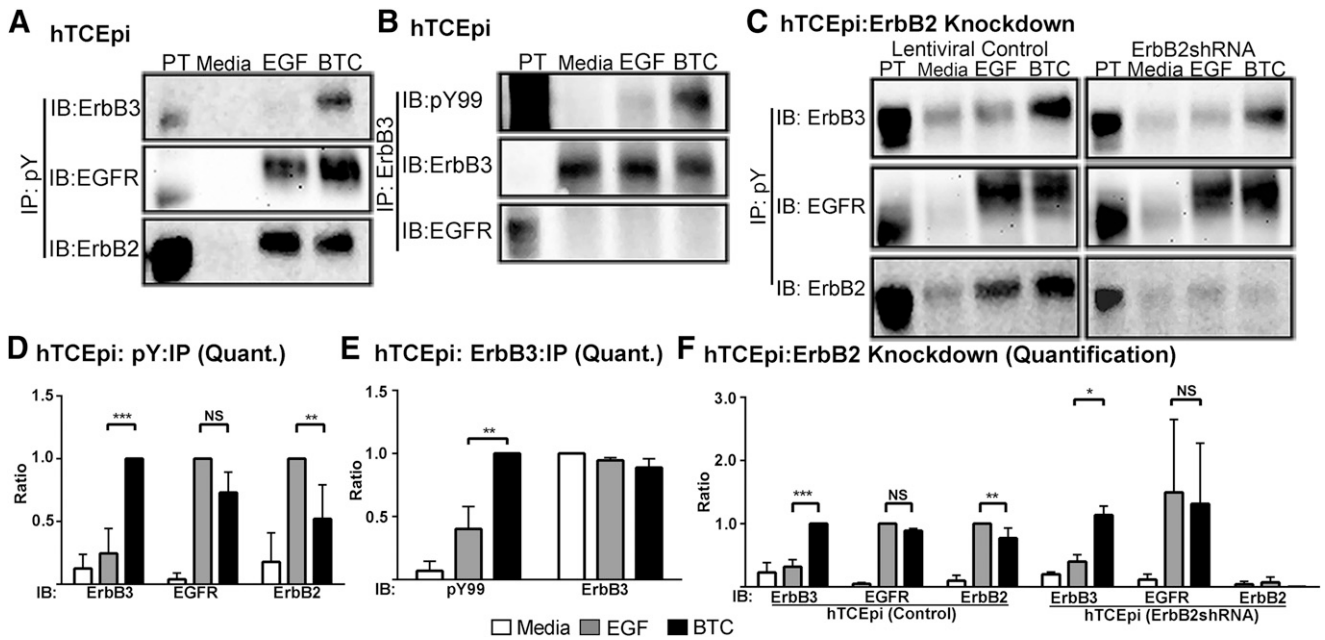 A hTCEpi
PT Media EGF BTC
IP: pY
IB:ErbB3
IB:EGFR
IB:ErbB2
B hTCEpi
PT Media EGF BTC
IP: ErbB3
IB:pY99
IB:ErbB3
IB:EGFR
C hTCEpi:ErbB2 Knockdown
Lentiviral Control ErbB2shRNA
PT Media EGF BTC PT Media EGF BTC
IP: pY
IB: ErbB3
IB: EGFR
IB: ErbB2
D hTCEpi: pY:IP (Quant.)
Ratio
1.5
1.0
0.5
*** NS **
IB: ErbB3 EGFR ErbB2
E hTCEpi: ErbB3:IP (Quant.)
Ratio
1.5
1.0
0.5
**
IB: pY99 ErbB3
F hTCEpi:ErbB2 Knockdown (Quantification)
Ratio
3.0
2.0
1.0
*** NS ** * NS
IB: ErbB3 EGFR ErbB2 ErbB3 EGFR ErbB2
hTCEpi (Control) hTCEpi (ErbB2shRNA)
Media EGF BTC